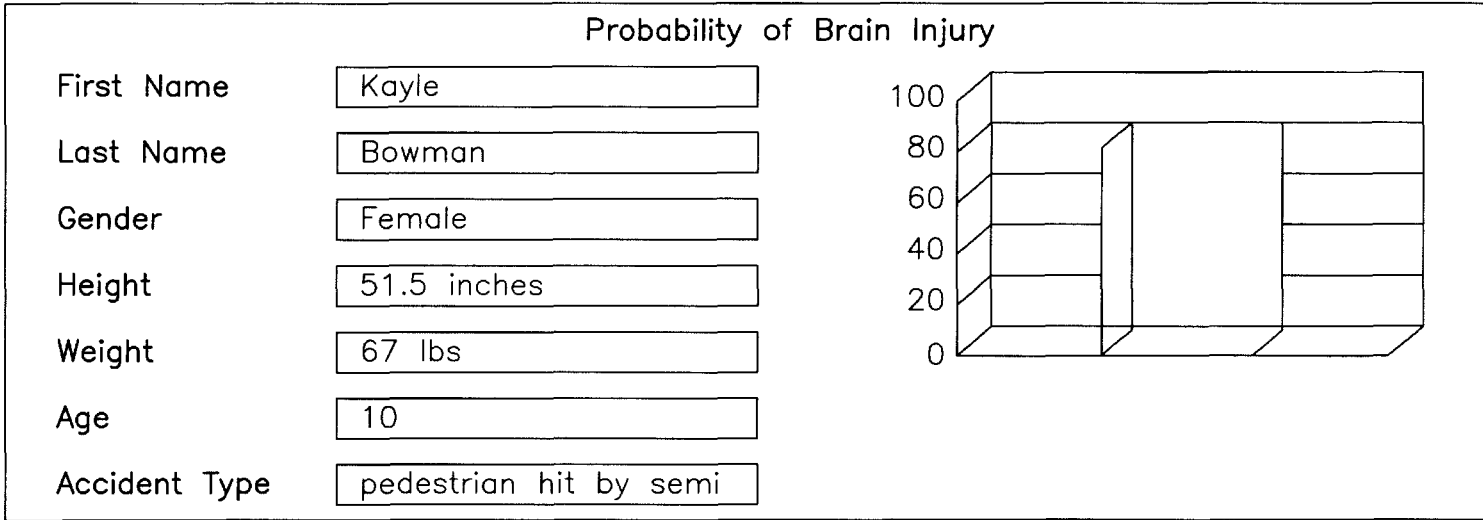 Probability of Brain Injury
First Name Kayle
Last Name Bowman
Gender Female
Height 51.5 inches
Weight 67 lbs
Age 10
Accident Type pedestrian hit by semi
100
80
60
40
20
0